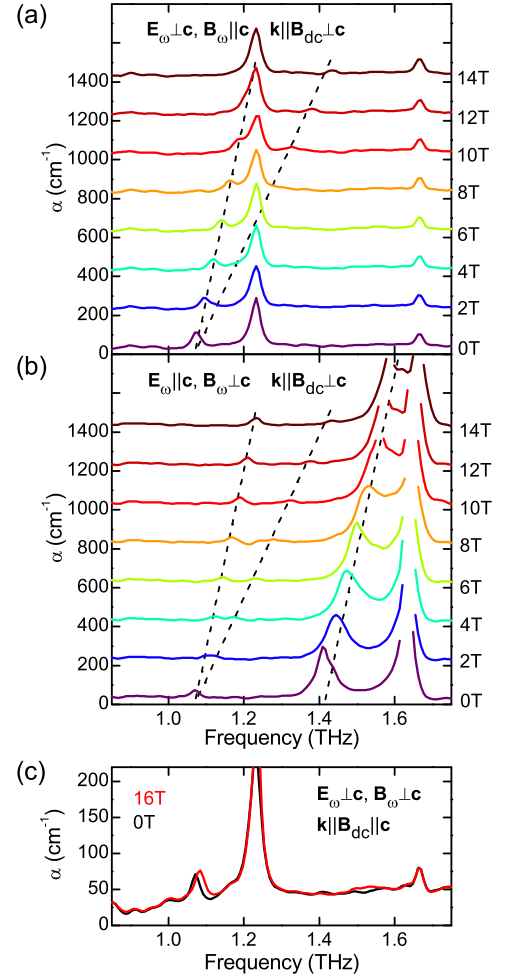 (a)
E_ω⊥c, B_ω||c k||B_dc⊥c
α (cm⁻¹)
1400
1200
1000
800
600
400
200
0
14T
12T
10T
8T
6T
4T
2T
0T
(b)
E_ω||c, B_ω⊥c k||B_dc⊥c
α (cm⁻¹)
1400
1200
1000
800
600
400
200
0
14T
12T
10T
8T
6T
4T
2T
0T
1.0 1.2 1.4 1.6
Frequency (THz)
(c)
16T
0T
E_ω⊥c, B_ω⊥c
k||B_dc||c
α (cm⁻¹)
200
150
100
50
0
1.0 1.2 1.4 1.6
Frequency (THz)